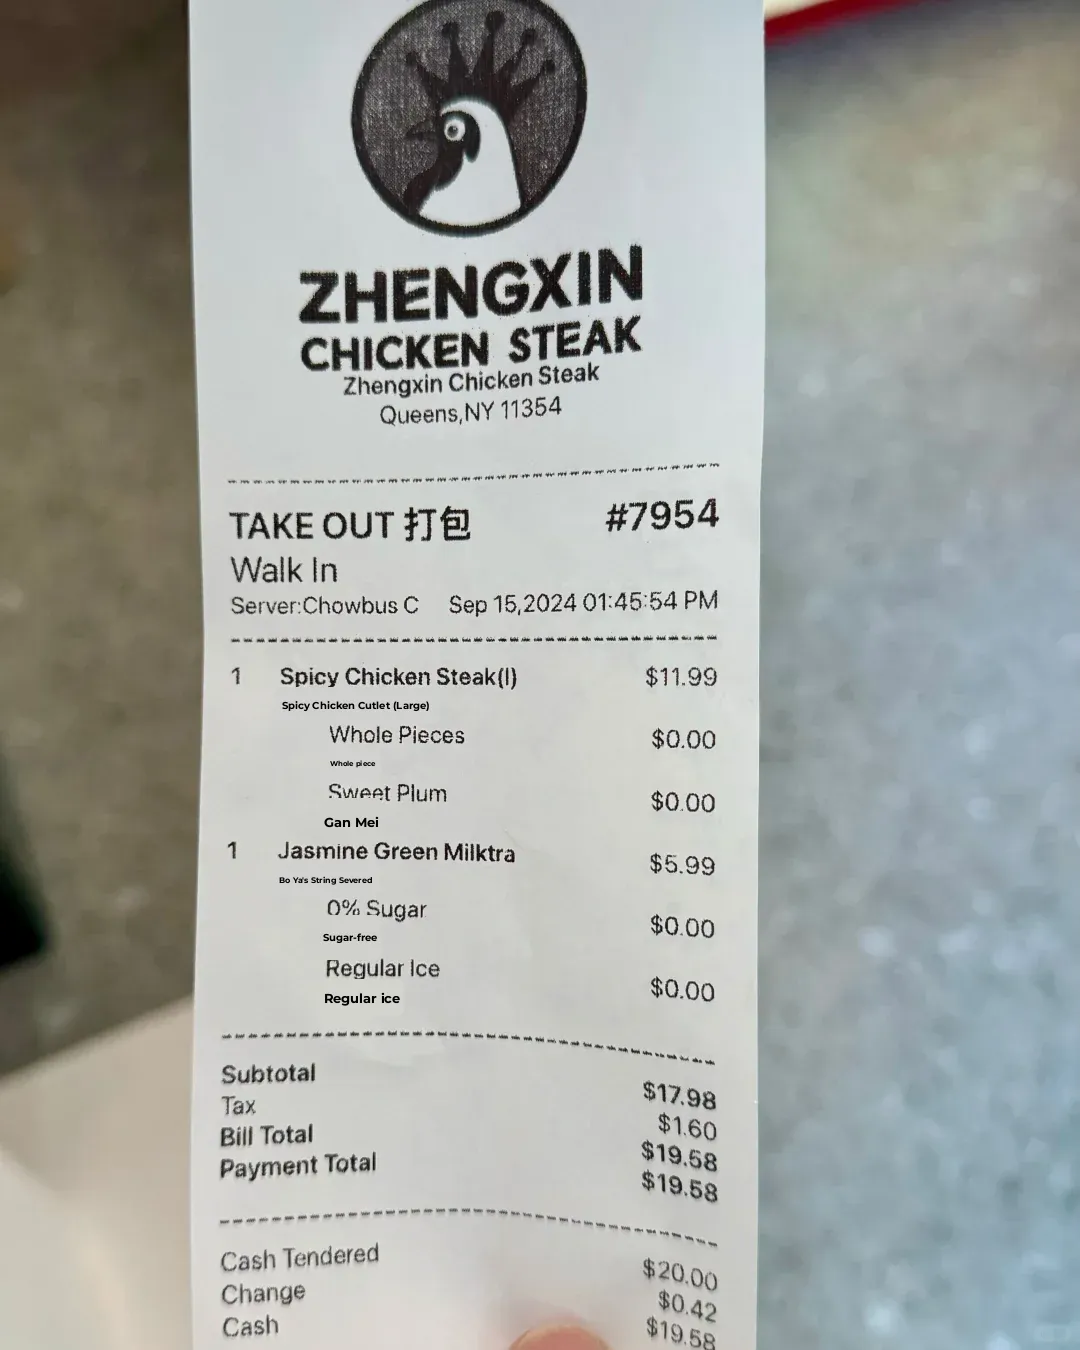 ZHENGXIN
CHICKEN STEAK
Zhengxin Chicken Steak
Queens,NY 11354
TAKE OUT 打包 #7954
Walk In
Server:Chowbus C Sep 15,2024 01:45:54 PM
1 Spicy Chicken Steak(l) $11.99
Spicy Chicken Cutlet (Large)
Whole Pieces $0.00
Whole piece
Sweet Plum $0.00
Gan Mei
1 Jasmine Green Milktra $5.99
Bo Ya's String Severed
0% Sugar $0.00
Sugar-free
Regular Ice $0.00
Regular ice
Subtotal $17.98
Tax $1.60
Bill Total $19.58
Payment Total $19.58
Cash Tendered $20.00
Change $0.42
Cash $19.58